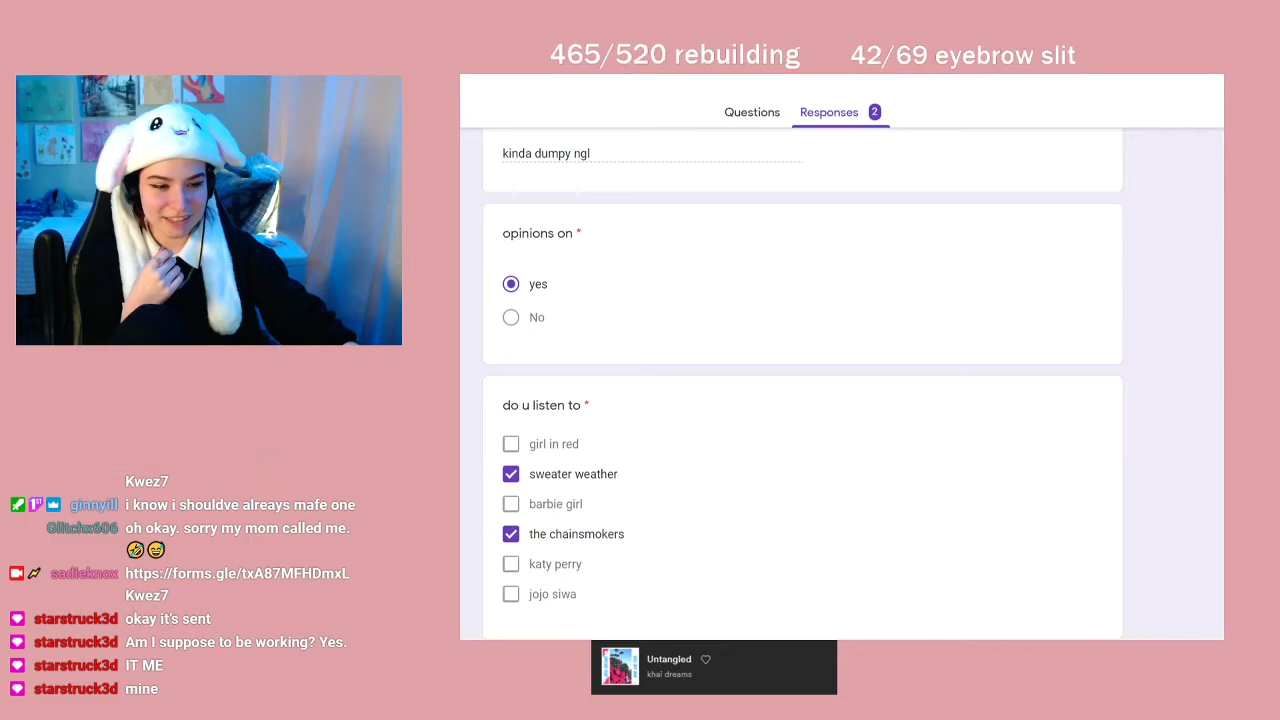 465/520 rebuilding
42/69 eyebrow slit
Questions
Responses 2
kinda dumpy ngl
opinions on *
yes
No
do u listen to *
girl in red
sweater weather
barbie girl
the chainsmokers
katy perry
jojo siwa
Kwez7
ginnyill i know i shouldve alreays mafe one
Glitchx606 oh okay. sorry my mom called me.
🤣😅
sadieknox https://forms.gle/txA87MFHDmxL
Kwez7
starstruck3d okay it's sent
starstruck3d Am I suppose to be working? Yes.
starstruck3d IT ME
starstruck3d mine
Untangled
khai dreams